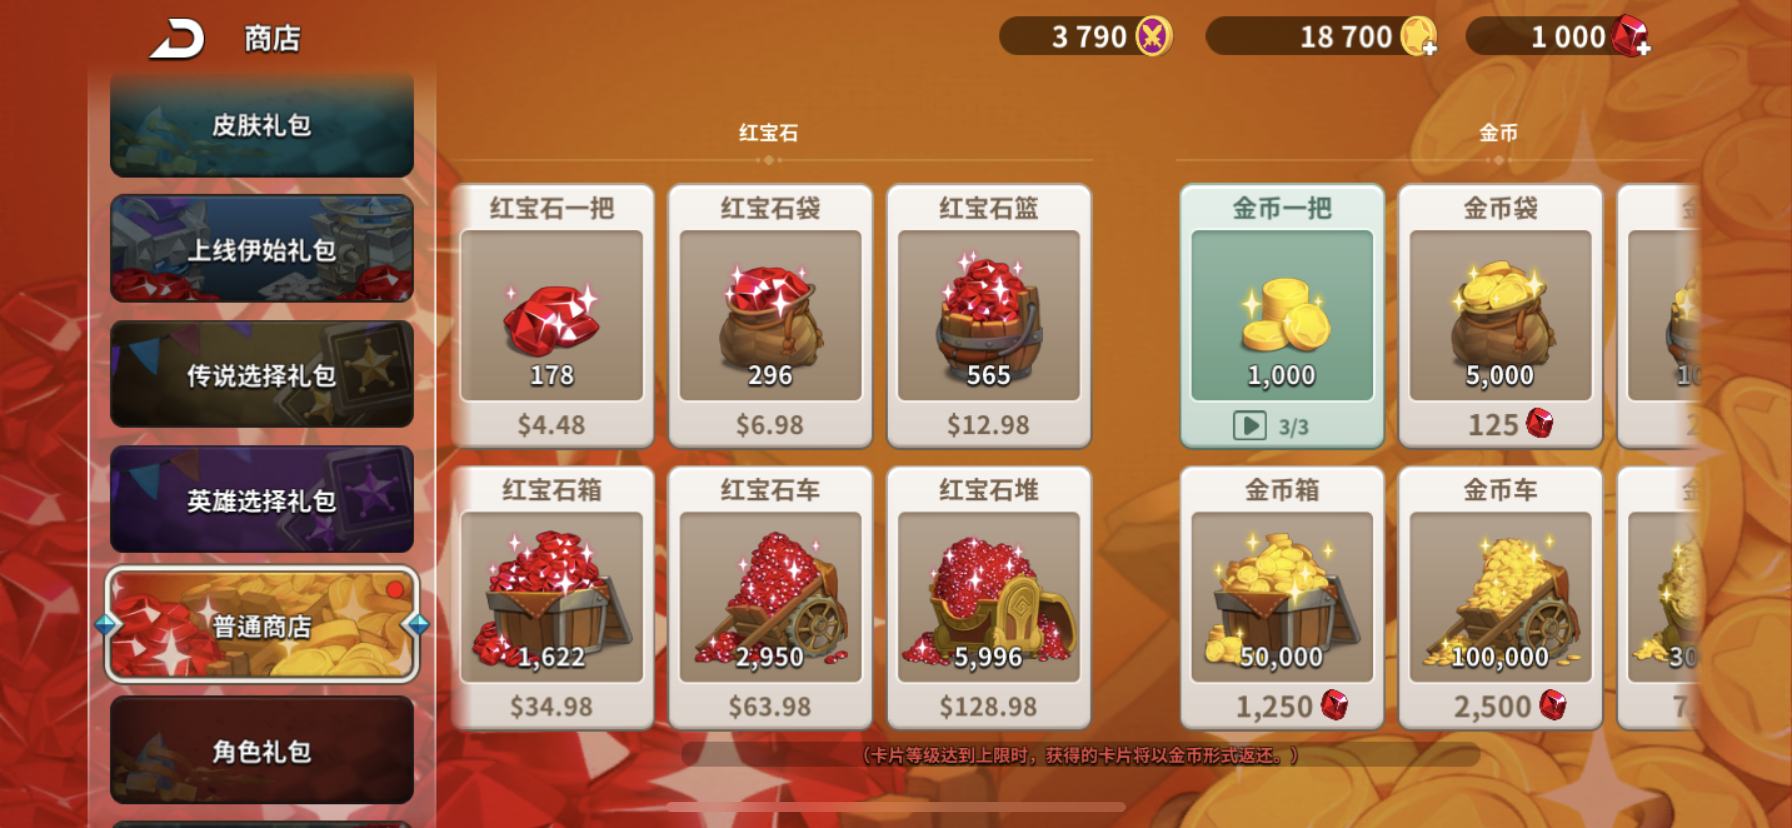 商店
3 790
18 700
1 000
皮肤礼包
上线伊始礼包
传说选择礼包
英雄选择礼包
普通商店
角色礼包
红宝石
红宝石一把
178
$4.48
红宝石袋
296
$6.98
红宝石篮
565
$12.98
红宝石箱
1,622
$34.98
红宝石车
2,950
$63.98
红宝石堆
5,996
$128.98
金币
金币一把
1,000
3/3
金币袋
5,000
125
金币箱
50,000
1,250
金币车
100,000
2,500
(卡片等级达到上限时，获得的卡片将以金币形式返还。)